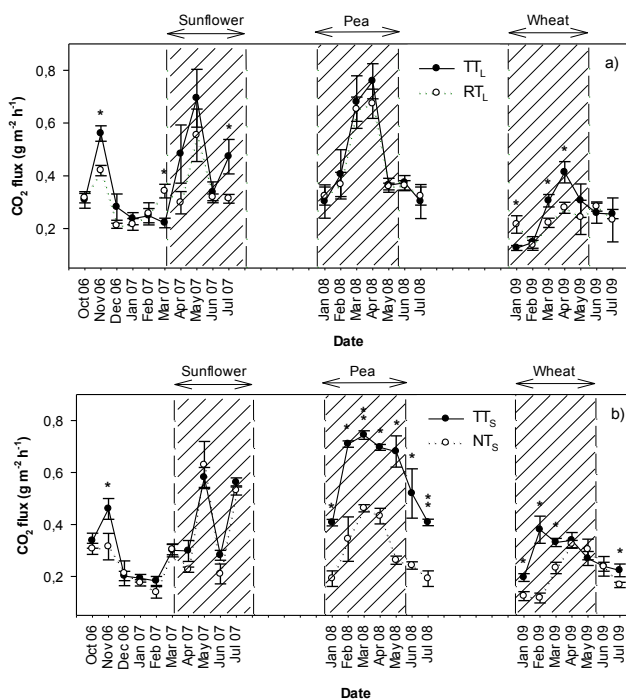 Sunflower Pea Wheat
a)
0,8
0,6
0,4
0,2
CO2 flux (g m-2 h-1)
TTL
RTL
*
*
*
*
*
*
Oct 06 Nov 06 Dec 06 Jan 07 Feb 07 Mar 07 Apr 07 May 07 Jun 07 Jul 07 Jan 08 Feb 08 Mar 08 Apr 08 May 08 Jun 08 Jul 08 Jan 09 Feb 09 Mar 09 Apr 09 May 09 Jun 09 Jul 09
Date
Sunflower Pea Wheat
b)
0,8
0,6
0,4
0,2
CO2 flux (g m-2 h-1)
TTS
NTS
*
*
*
*
*
*
*
*
*
*
*
*
*
*
Oct 06 Nov 06 Dec 06 Jan 07 Feb 07 Mar 07 Apr 07 May 07 Jun 07 Jul 07 Jan 08 Feb 08 Mar 08 Apr 08 May 08 Jun 08 Jul 08 Jan 09 Feb 09 Mar 09 Apr 09 May 09 Jun 09 Jul 09
Date